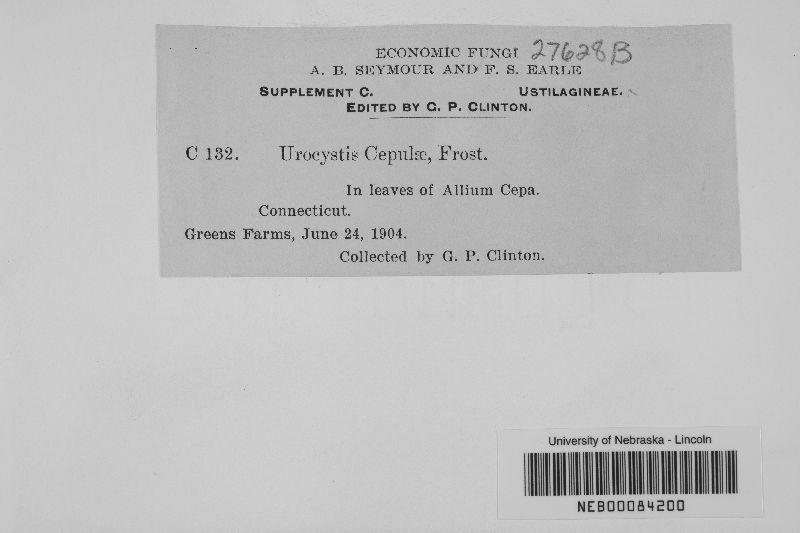 ECONOMIC FUNGI 27628B
A. B. SEYMOUR AND F. S. EARLE
SUPPLEMENT C. USTILAGINEAE.
EDITED BY G. P. CLINTON.
C 132. Urocystis Cepulæ, Frost.
In leaves of Allium Cepa.
Connecticut.
Greens Farms, June 24, 1904.
Collected by G. P. Clinton.
University of Nebraska - Lincoln
NEB00084200